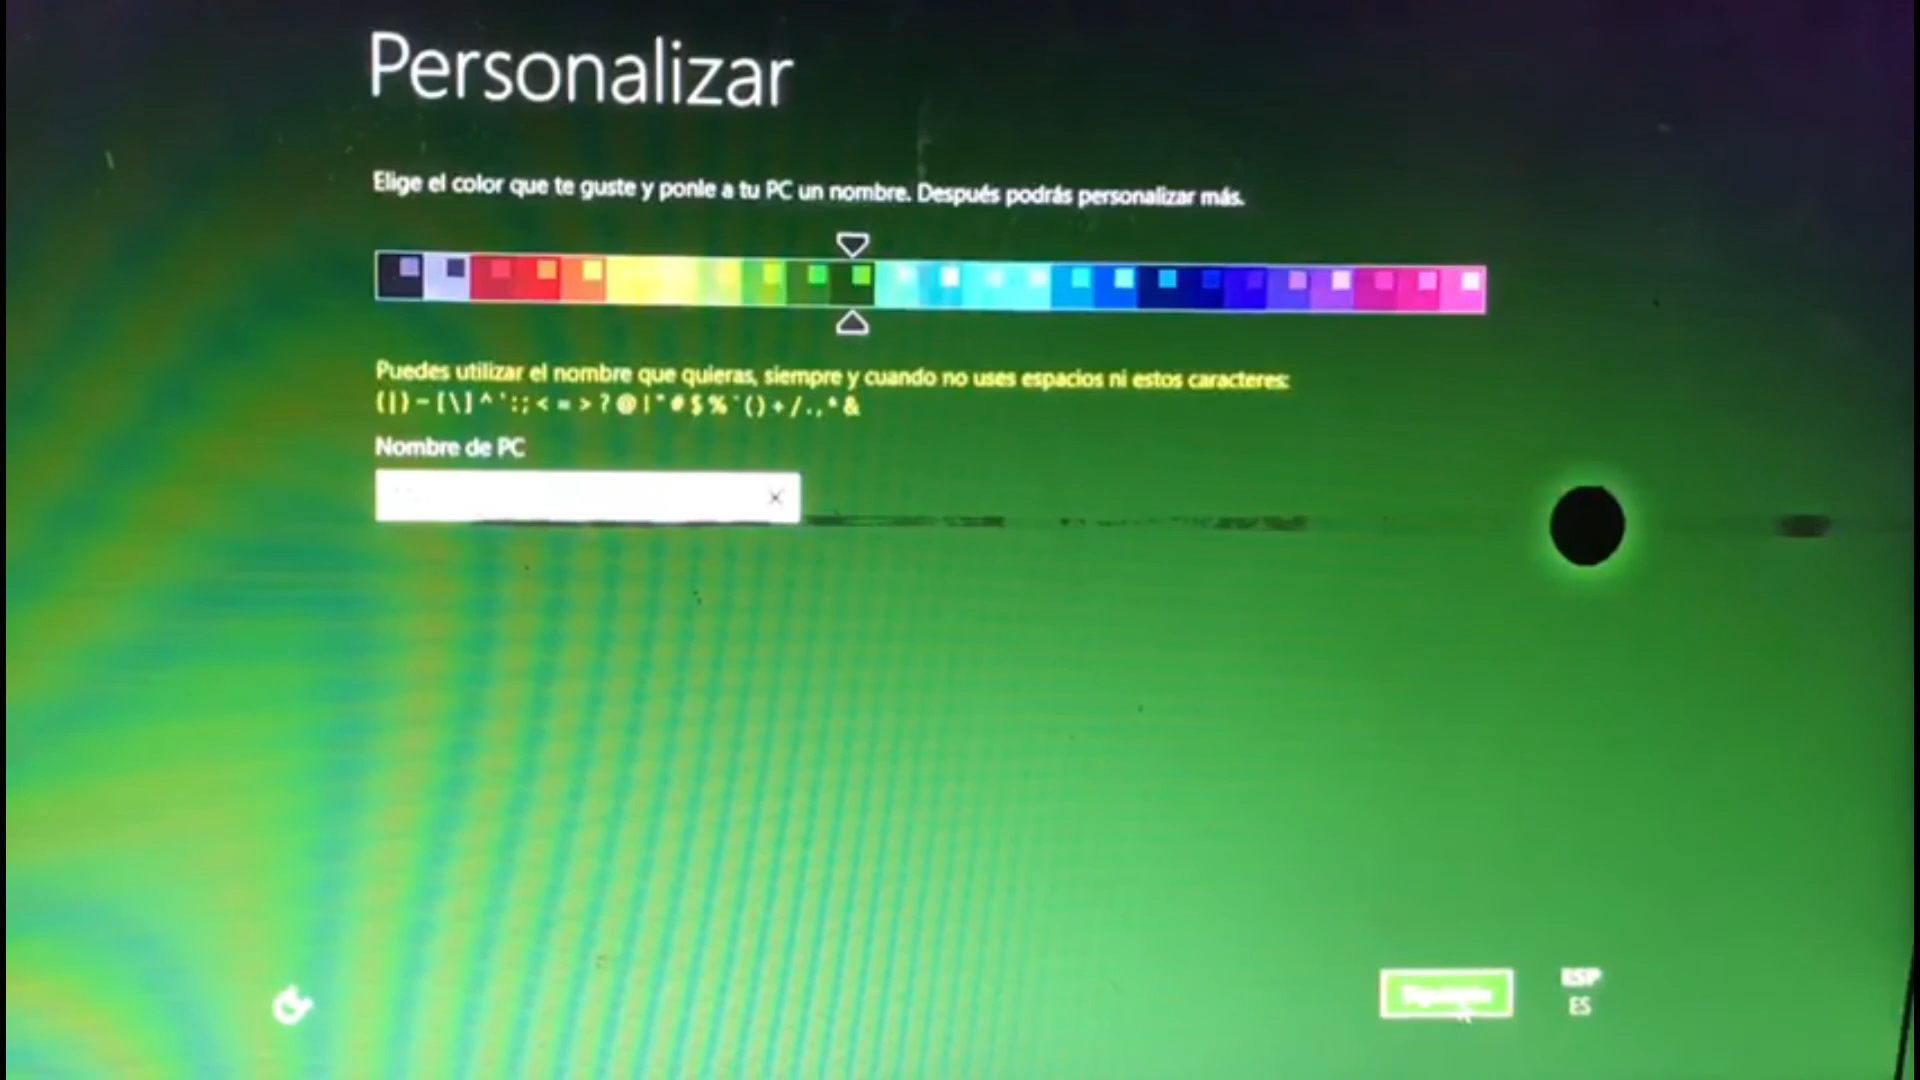 Personalizar
Elige el color que te guste y ponle a tu PC un nombre. Después podrás personalizar más.
Puedes utilizar el nombre que quieras, siempre y cuando no uses espacios ni estos caracteres:
{|}~[\]^':;<=>?@!"#$%`()+/.,*&
Nombre de PC
Siguiente
ESP
ES